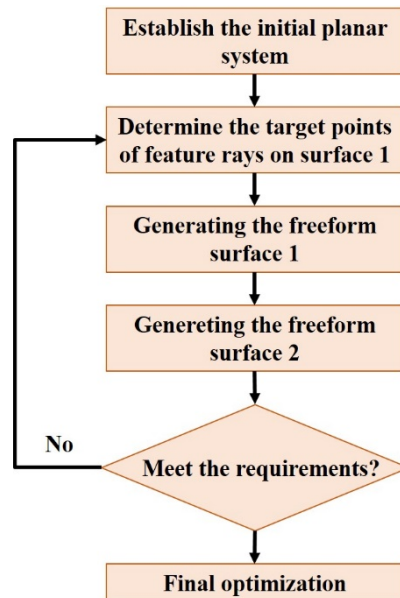 Establish the initial planar
system
Determine the target points
of feature rays on surface 1
Generating the freeform
surface 1
Genereting the freeform
surface 2
No
Meet the requirements?
Final optimization